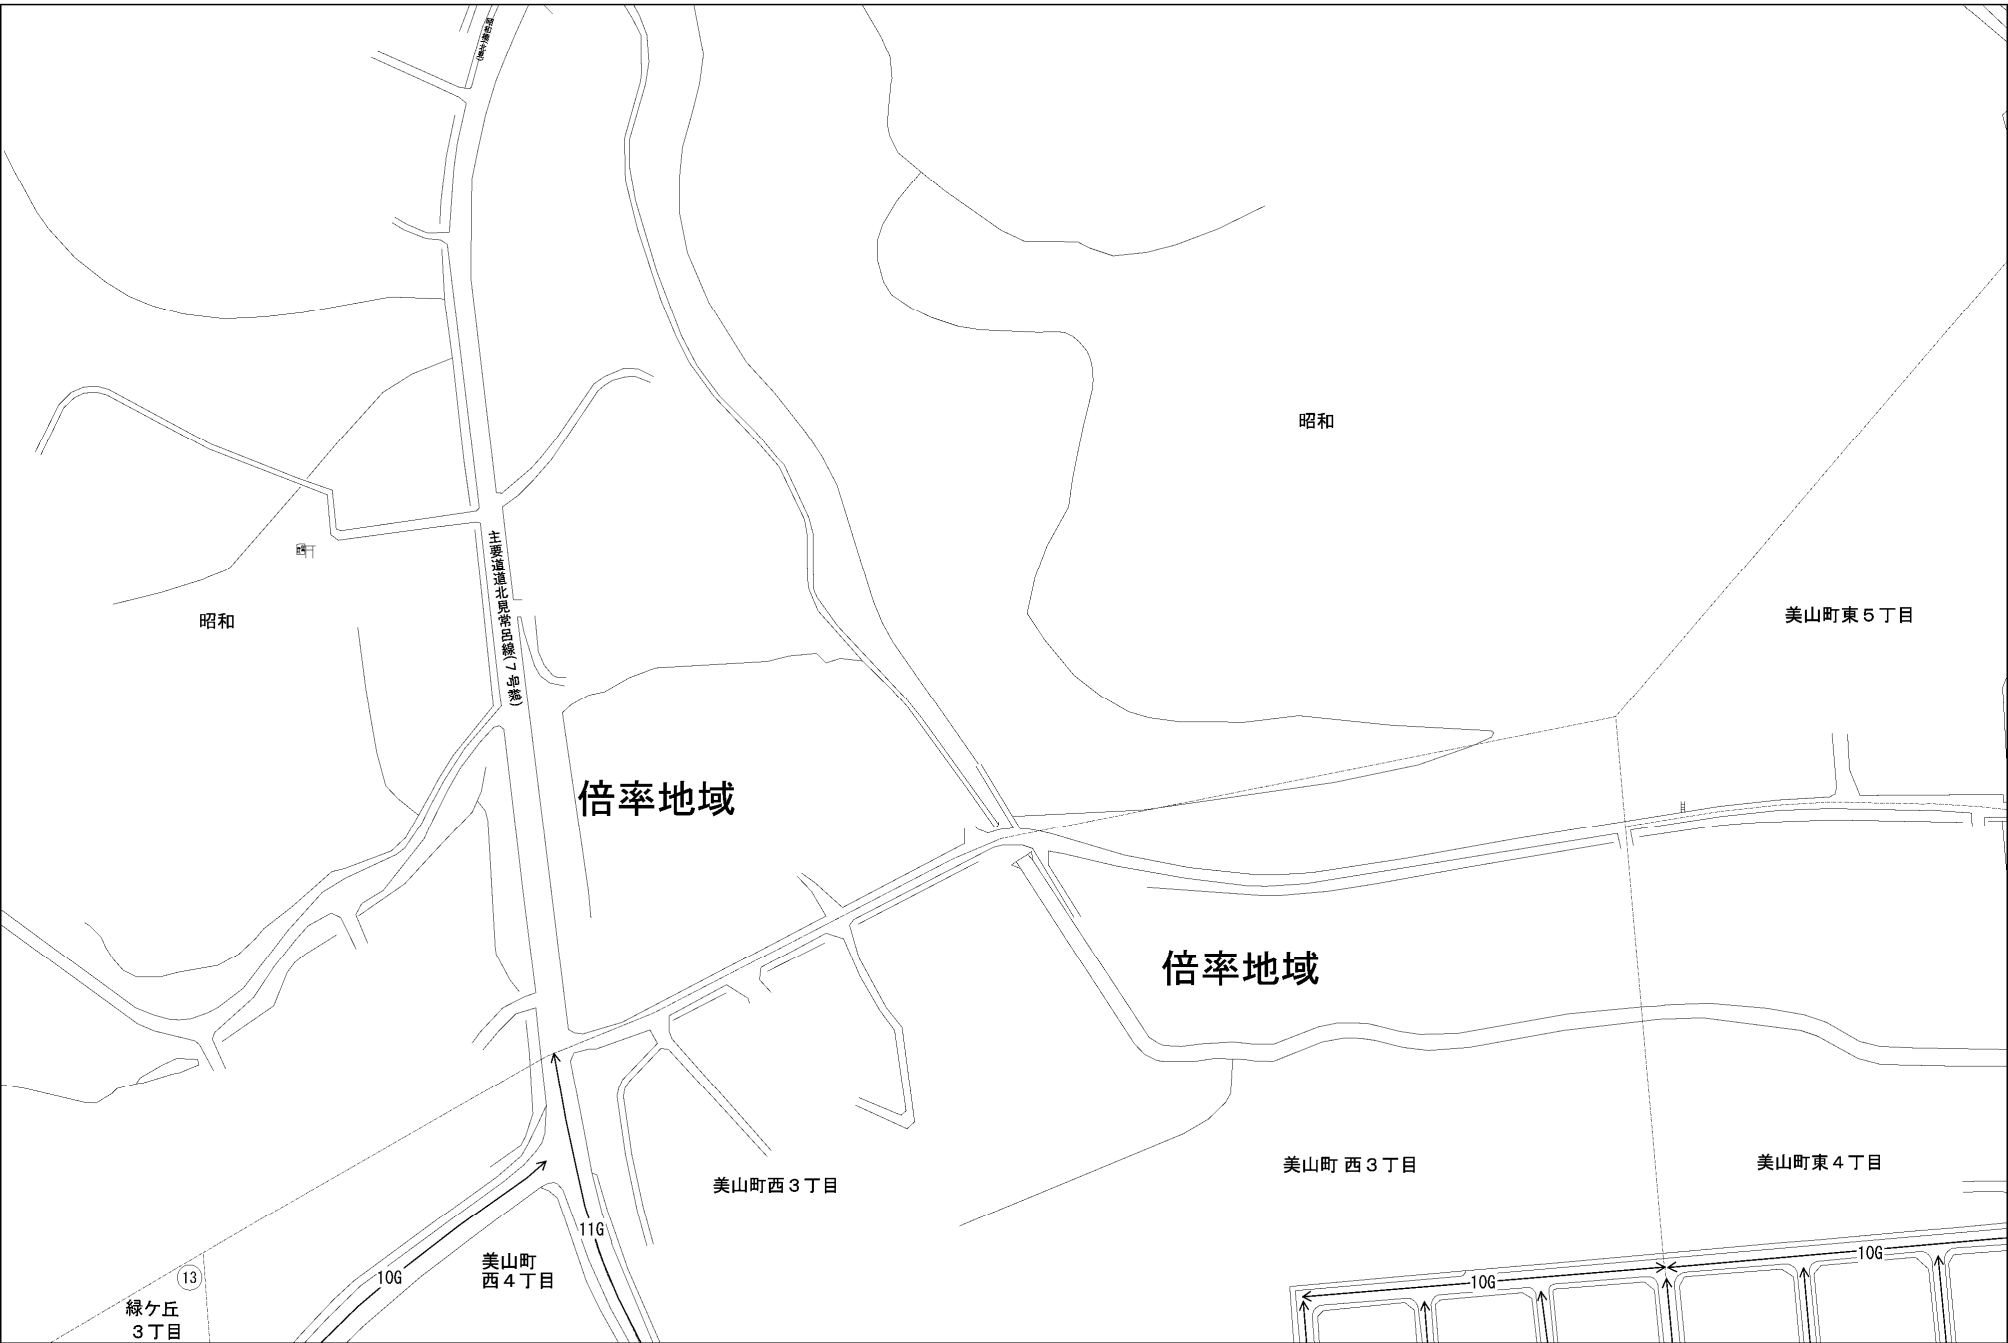 昭和
昭和
主要道道北見常呂線(7号線)
美山町東５丁目
倍率地域
倍率地域
美山町西３丁目
美山町 西３丁目
美山町東４丁目
11G
美山町
西４丁目
10G
10G
10G
13
緑ケ丘
３丁目